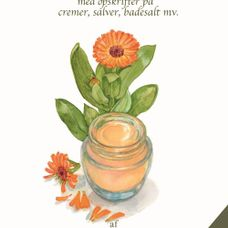 med opskrifter på
cremer, salver, badesalt mv.
af